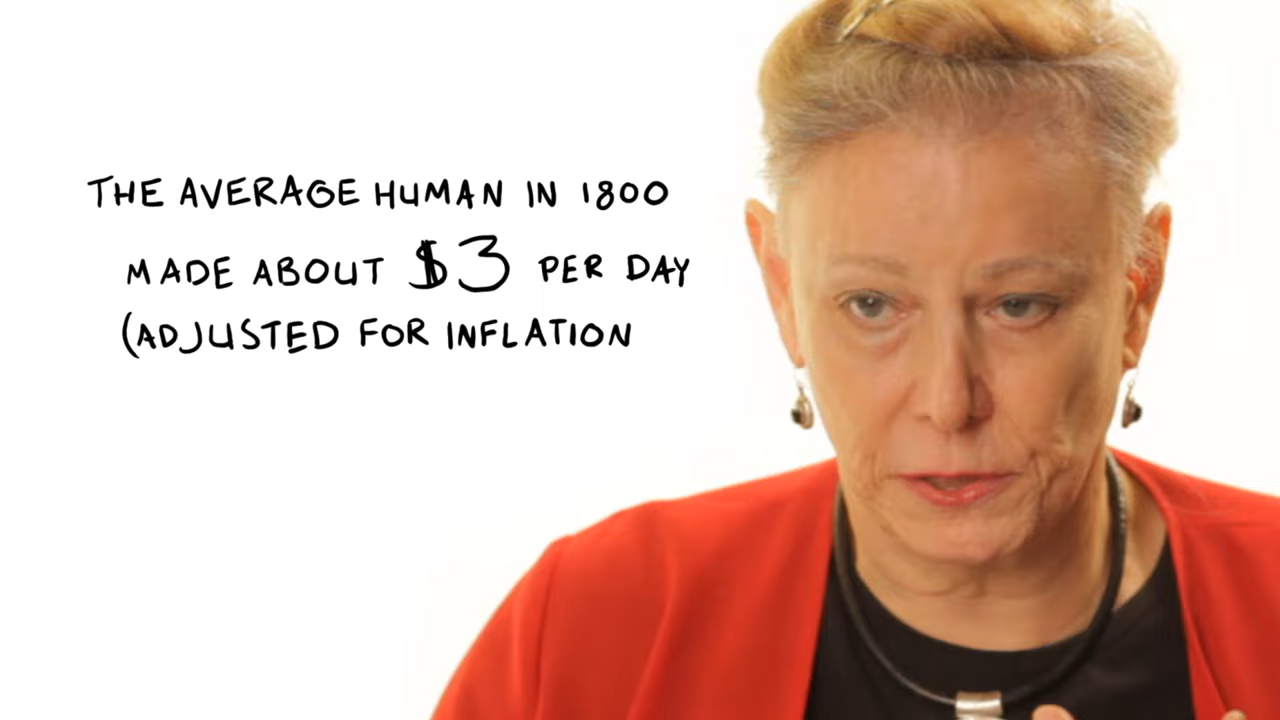 THE AVERAGE HUMAN IN 1800
MADE ABOUT $3 PER DAY
(ADJUSTED FOR INFLATION